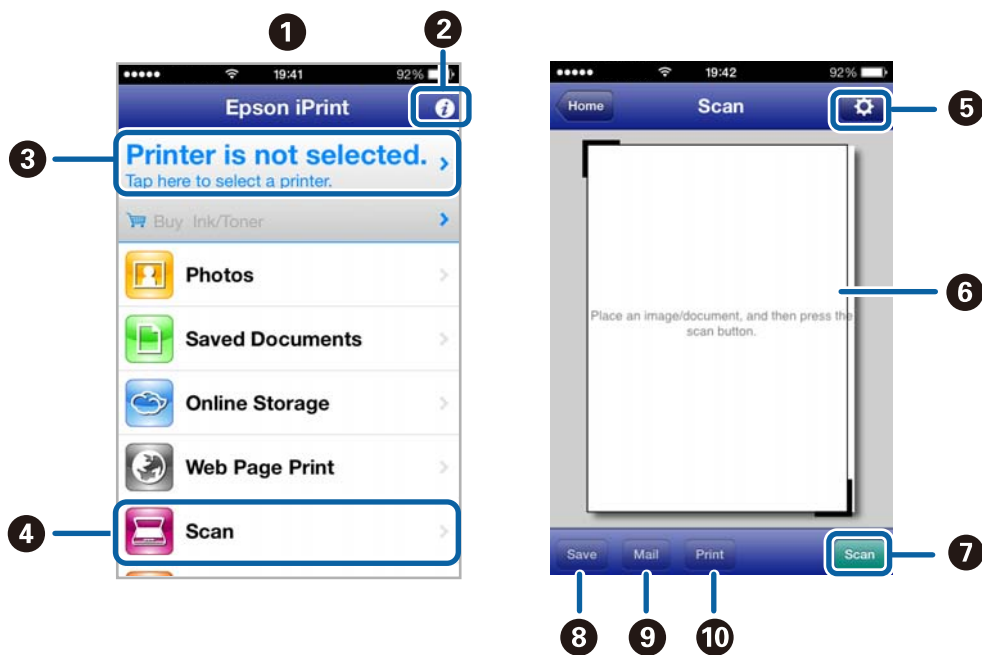 1
2
19:41
92%
Epson iPrint
3
Printer is not selected.
Tap here to select a printer.
Buy Ink/Toner
Photos
Saved Documents
Online Storage
Web Page Print
4
Scan
19:42
92%
Home
Scan
5
Place an image/document, and then press the
scan button.
6
Save
Mail
Print
Scan
7
8
9
10